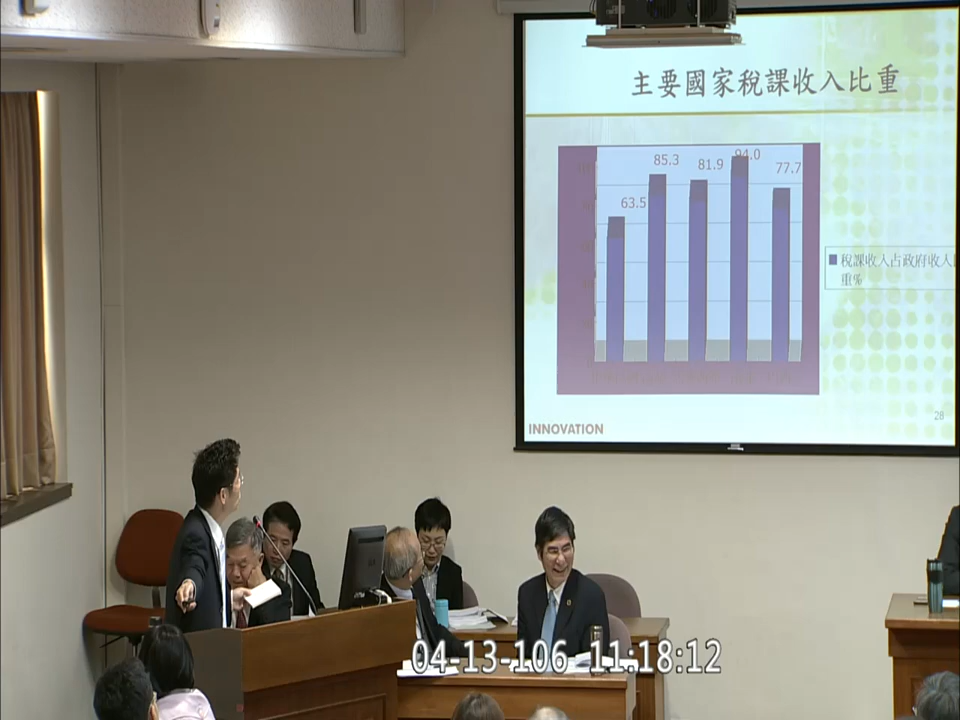 主要國家稅課收入比重
63.5
85.3
81.9
94.0
77.7
稅課收入占政府收入
重%
INNOVATION
28
04-13-106 11:18:12